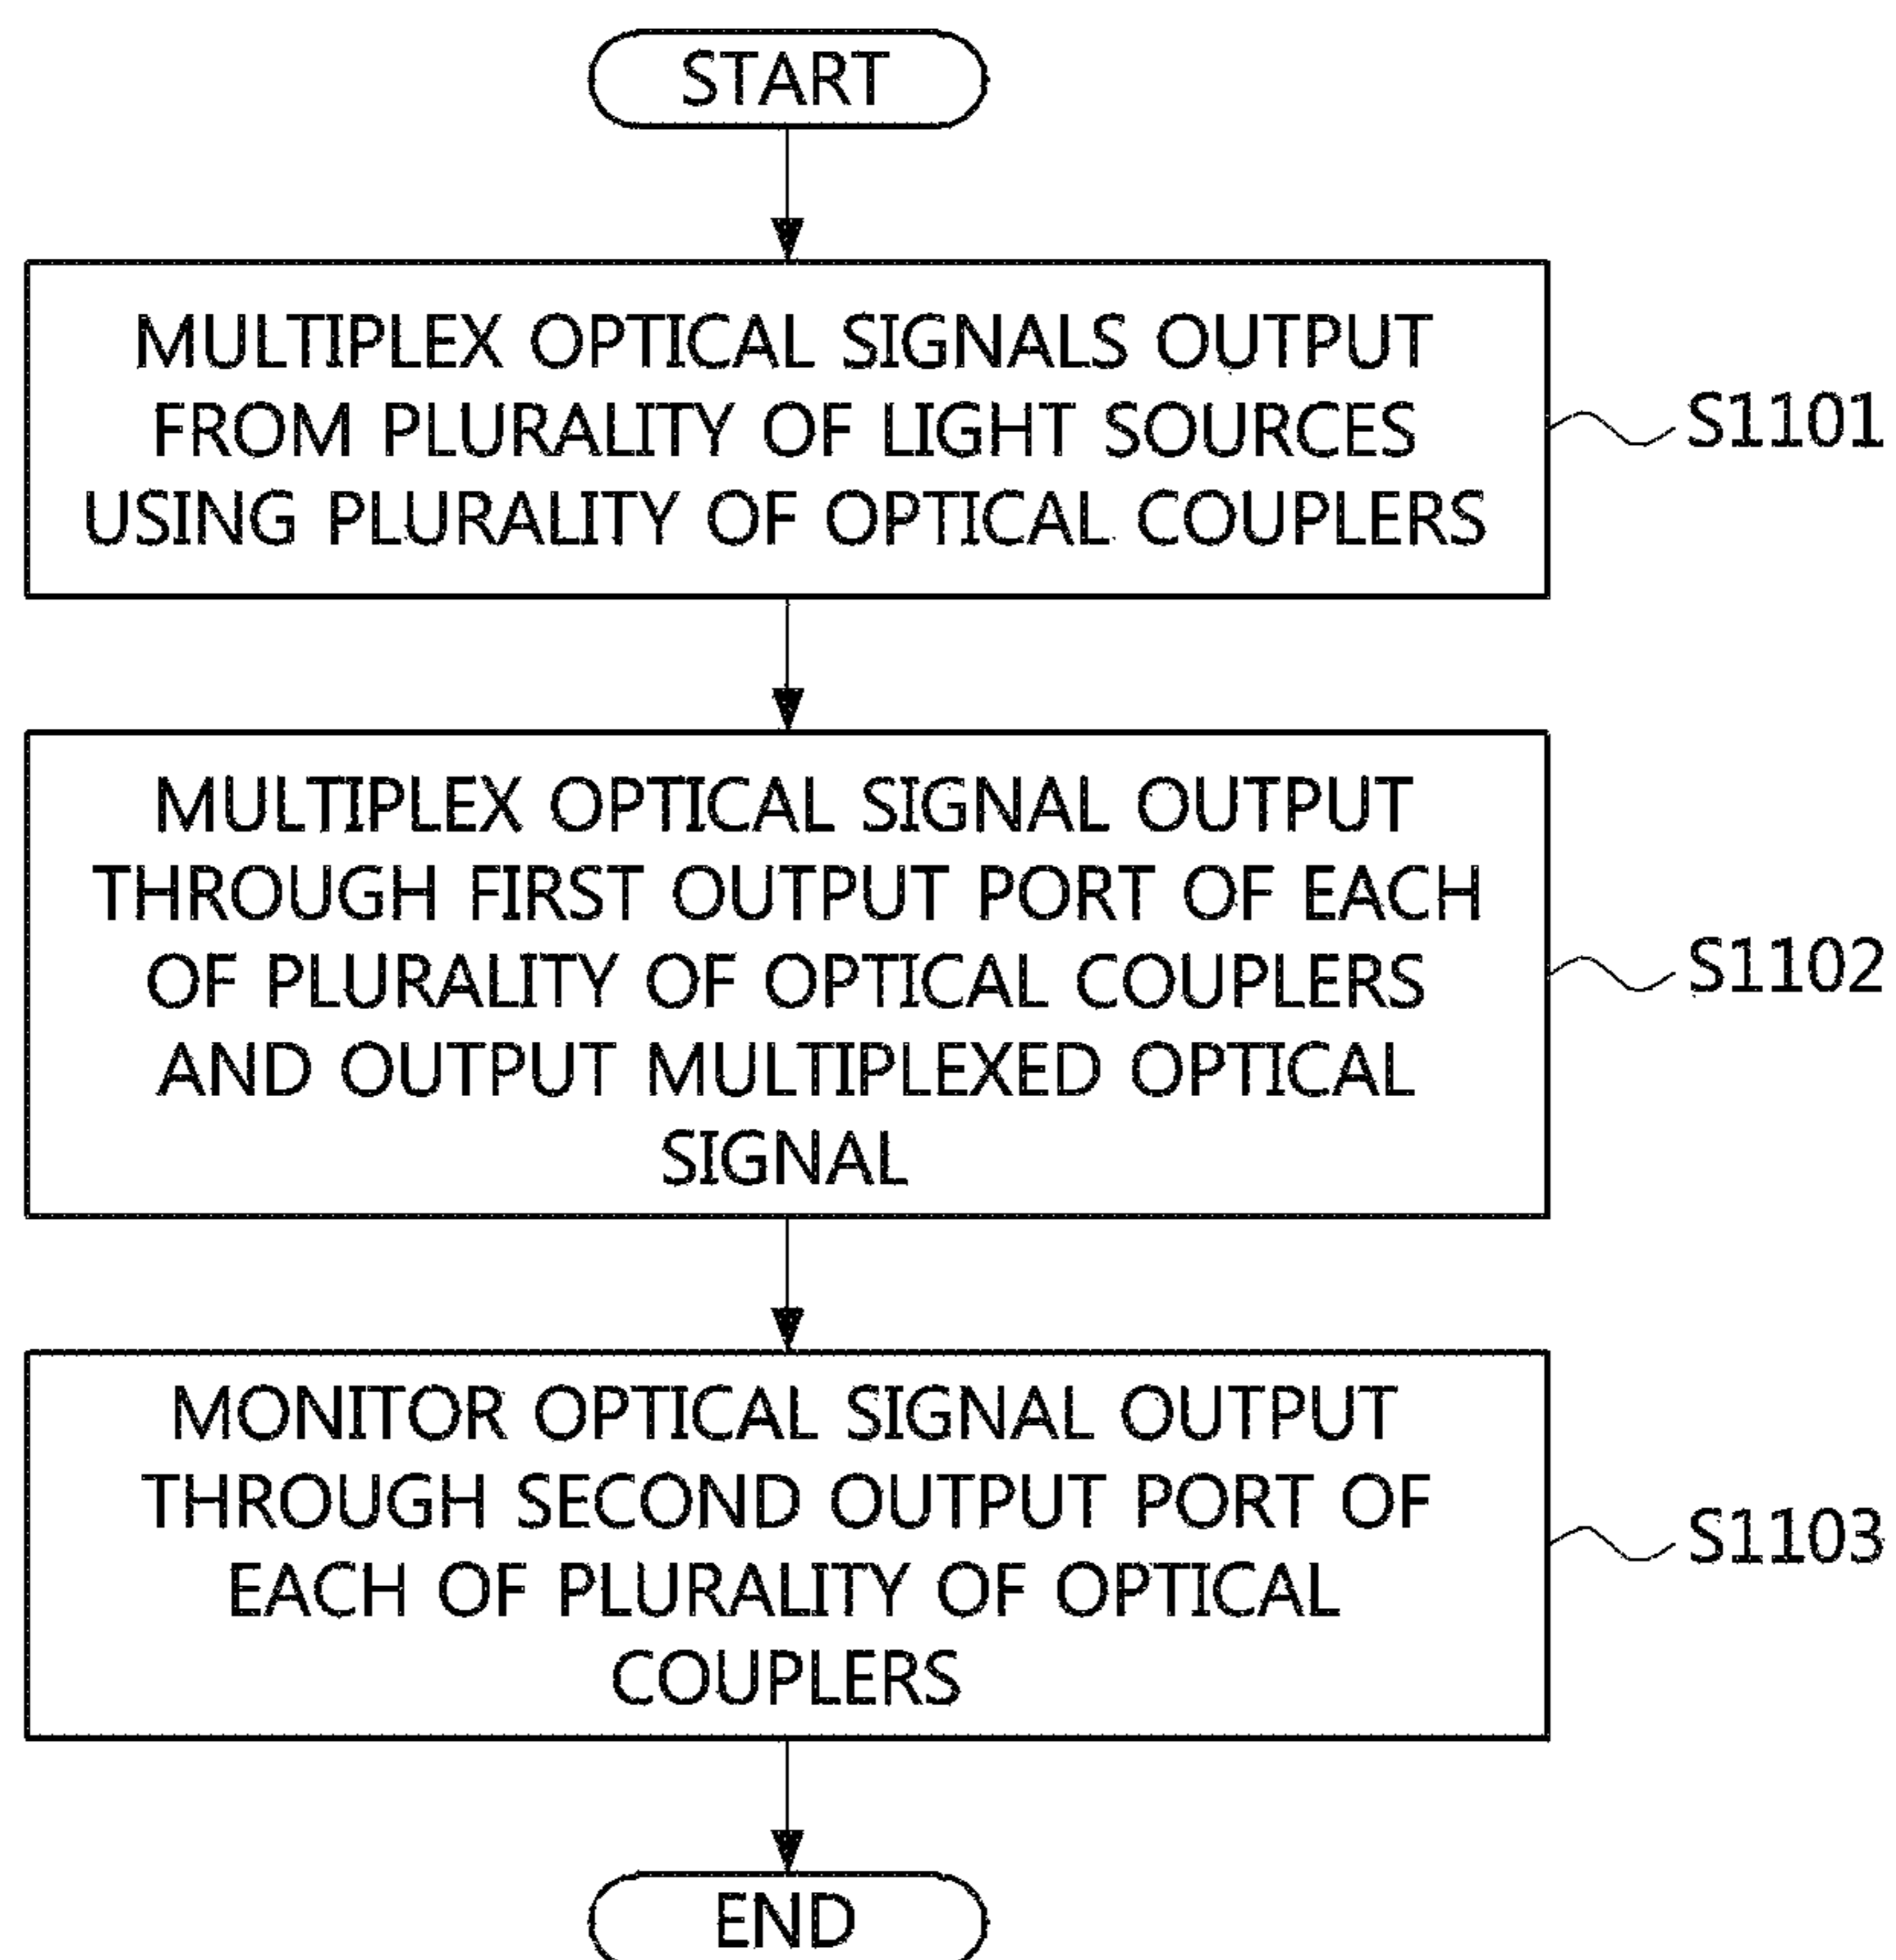 START
MULTIPLEX OPTICAL SIGNALS OUTPUT
FROM PLURALITY OF LIGHT SOURCES
USING PLURALITY OF OPTICAL COUPLERS
S1101
MULTIPLEX OPTICAL SIGNAL OUTPUT
THROUGH FIRST OUTPUT PORT OF EACH
OF PLURALITY OF OPTICAL COUPLERS
AND OUTPUT MULTIPLEXED OPTICAL
SIGNAL
S1102
MONITOR OPTICAL SIGNAL OUTPUT
THROUGH SECOND OUTPUT PORT OF
EACH OF PLURALITY OF OPTICAL
COUPLERS
S1103
END